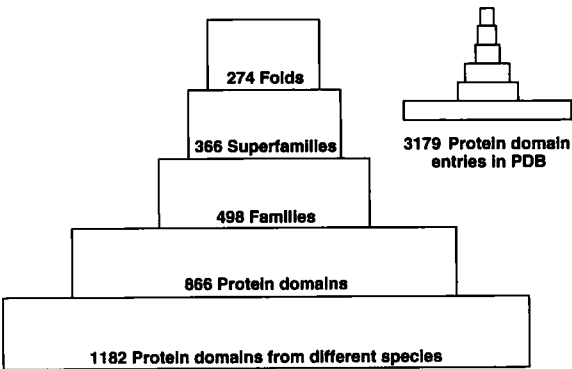 274 Folds
366 Superfamilies
498 Families
866 Protein domains
1182 Protein domains from different species
3179 Protein domain
entries in PDB